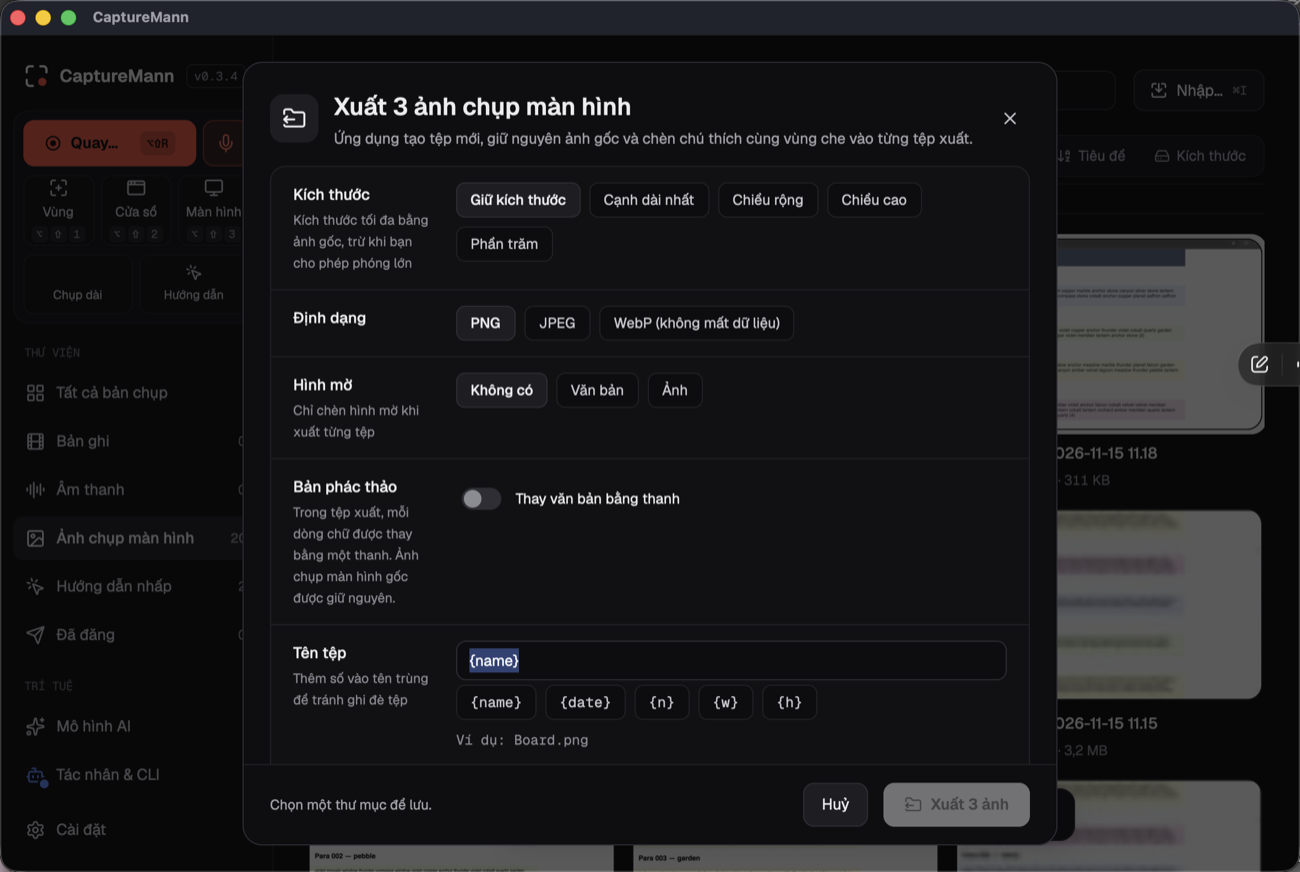 CaptureMann
CaptureMann v0.3.4
Quay... ⌥⇧R
Vùng
Cửa sổ
Màn hình
⌥ ⇧ 1
⌥ ⇧ 2
⌥ ⇧ 3
Chụp dài
Hướng dẫn
THƯ VIỆN
Tất cả bản chụp
Bản ghi
Âm thanh
Ảnh chụp màn hình
Hướng dẫn nhấp
Đã đăng
TRÍ TUỆ
Mô hình AI
Tác nhân & CLI
Cài đặt
Nhập... ⌘I
Tiêu đề
Kích thước
Xuất 3 ảnh chụp màn hình
Ứng dụng tạo tệp mới, giữ nguyên ảnh gốc và chèn chú thích cùng vùng che vào từng tệp xuất.
Kích thước
Kích thước tối đa bằng
ảnh gốc, trừ khi bạn
cho phép phóng lớn
Giữ kích thước
Cạnh dài nhất
Chiều rộng
Chiều cao
Phần trăm
Định dạng
PNG
JPEG
WebP (không mất dữ liệu)
Hình mờ
Chỉ chèn hình mờ khi
xuất từng tệp
Không có
Văn bản
Ảnh
Bản phác thảo
Trong tệp xuất, mỗi
dòng chữ được thay
bằng một thanh. Ảnh
chụp màn hình gốc
được giữ nguyên.
Thay văn bản bằng thanh
Tên tệp
Thêm số vào tên trùng
để tránh ghi đè tệp
{name}
{name} {date} {n} {w} {h}
Ví dụ: Board.png
Chọn một thư mục để lưu.
Huỷ
Xuất 3 ảnh
026-11-15 11.18
· 311 KB
026-11-15 11.15
· 3,2 MB
Para 002 — pebble
Para 003 — garden